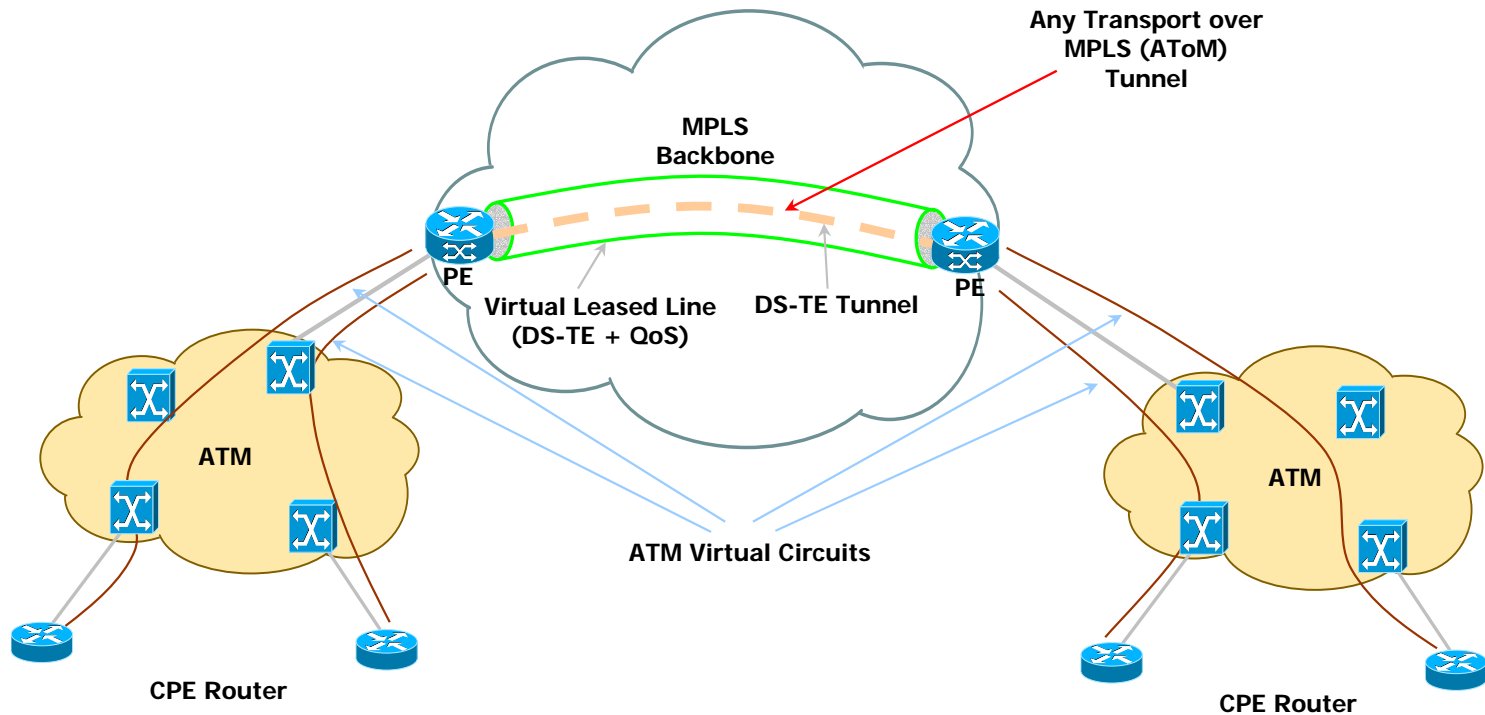 Any Transport over
MPLS (AToM)
Tunnel
MPLS
Backbone
PE
PE
Virtual Leased Line
(DS-TE + QoS)
DS-TE Tunnel
ATM
ATM
ATM Virtual Circuits
CPE Router
CPE Router